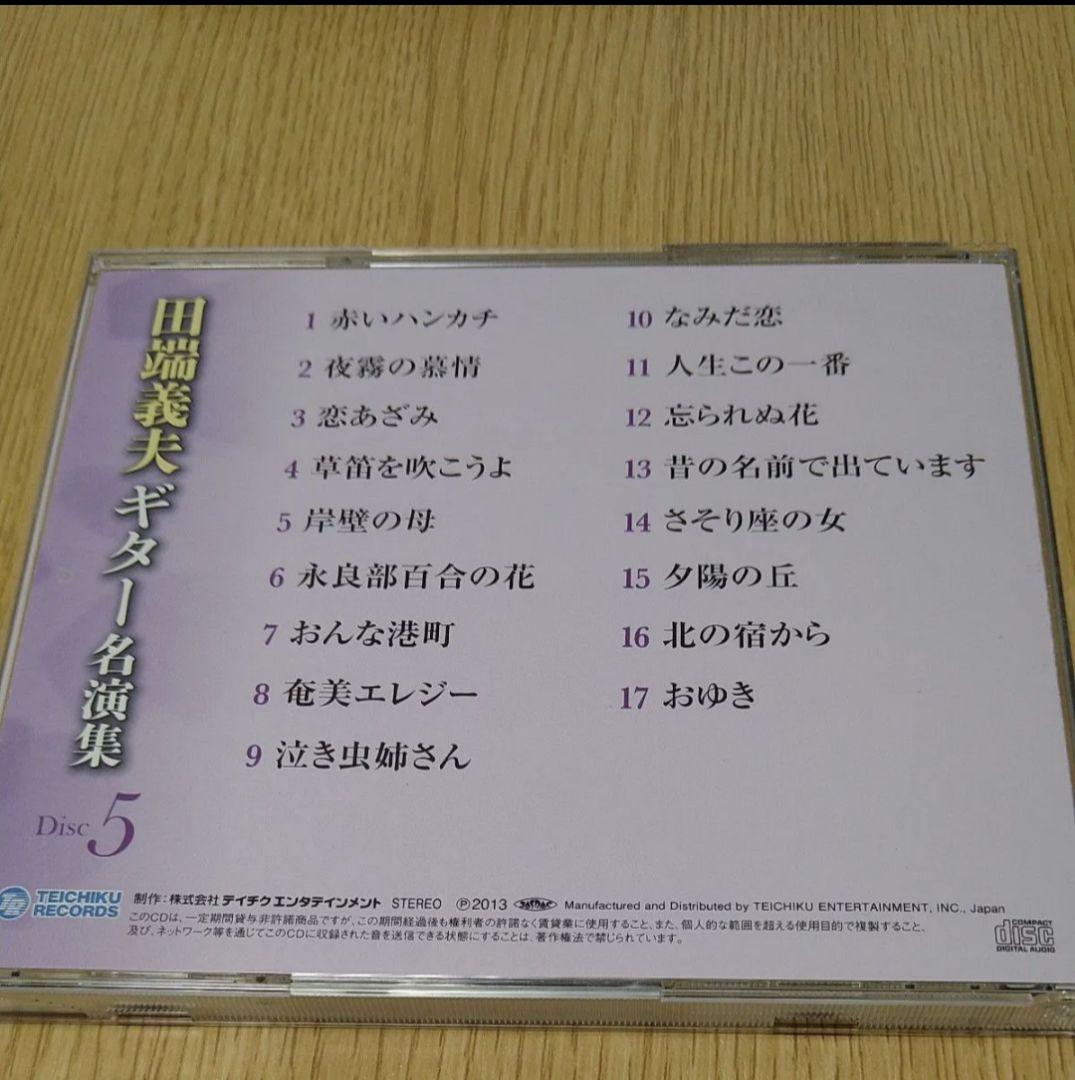 田端義夫ギター名演集
Disc 5
1 赤いハンカチ
2 夜霧の慕情
3 恋あざみ
4 草笛を吹こうよ
5 岸壁の母
6 永良部百合の花
7 おんな港町
8 奄美エレジー
9 泣き虫姉さん
10 なみだ恋
11 人生この一番
12 忘られぬ花
13 昔の名前で出ています
14 さそり座の女
15 夕陽の丘
16 北の宿から
17 おゆき
TEICHIKU RECORDS
制作:株式会社テイチクエンタテインメント STEREO Ⓟ2013 Manufactured and Distributed by TEICHIKU ENTERTAINMENT, INC., Japan
このCDは、一定期間貸与非許諾商品ですが、この期間経過後も権利者の許諾なく賃貸業に使用すること、また、個人的な範囲を超える使用目的で複製すること、
及び、ネットワーク等を通じてこのCDに収録された音を送信できる状態にすることは、著作権法で禁じられています。
COMPACT
disc
DIGITAL AUDIO